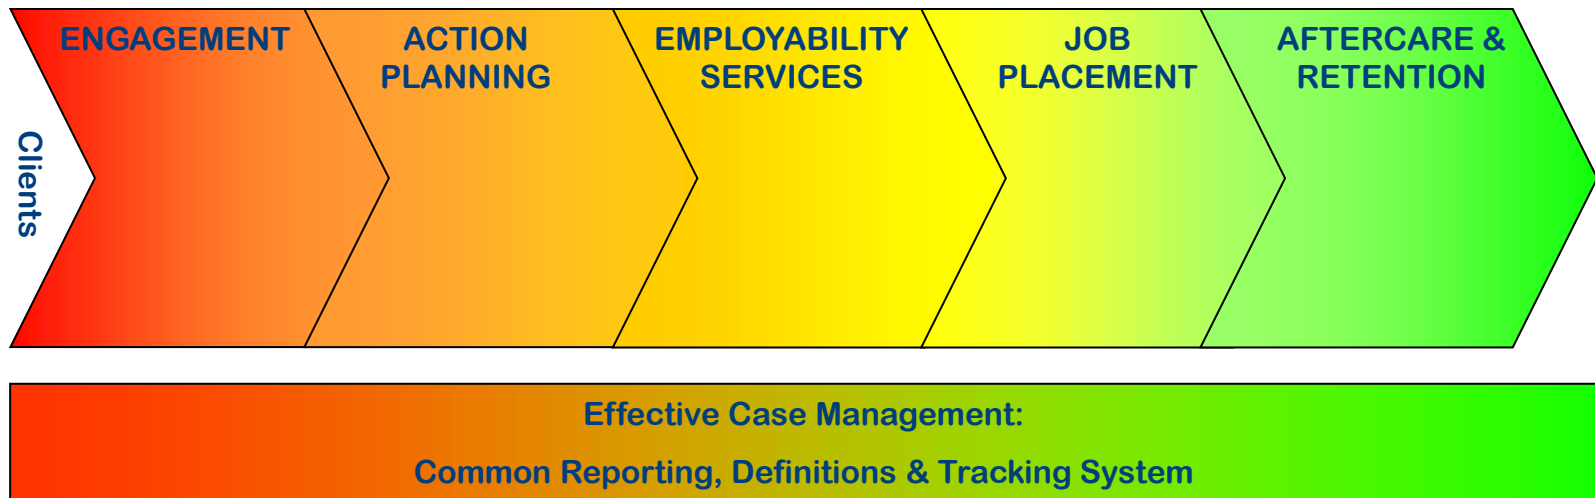 Clients
ENGAGEMENT
ACTION
PLANNING
EMPLOYABILITY
SERVICES
JOB
PLACEMENT
AFTERCARE &
RETENTION
Effective Case Management:
Common Reporting, Definitions & Tracking System